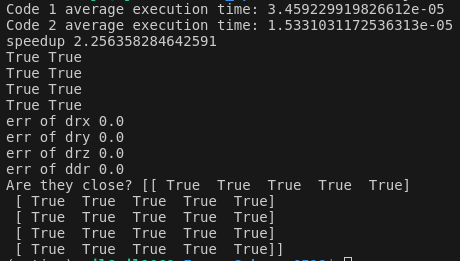 Code 1 average execution time: 3.459229919826612e-05
Code 2 average execution time: 1.5331031172536313e-05
speedup 2.256358284642591
True True
True True
True True
True True
err of drx 0.0
err of dry 0.0
err of drz 0.0
err of ddr 0.0
Are they close? [[ True  True  True  True  True]
 [ True  True  True  True  True]
 [ True  True  True  True  True]
 [ True  True  True  True  True]
 [ True  True  True  True  True]]